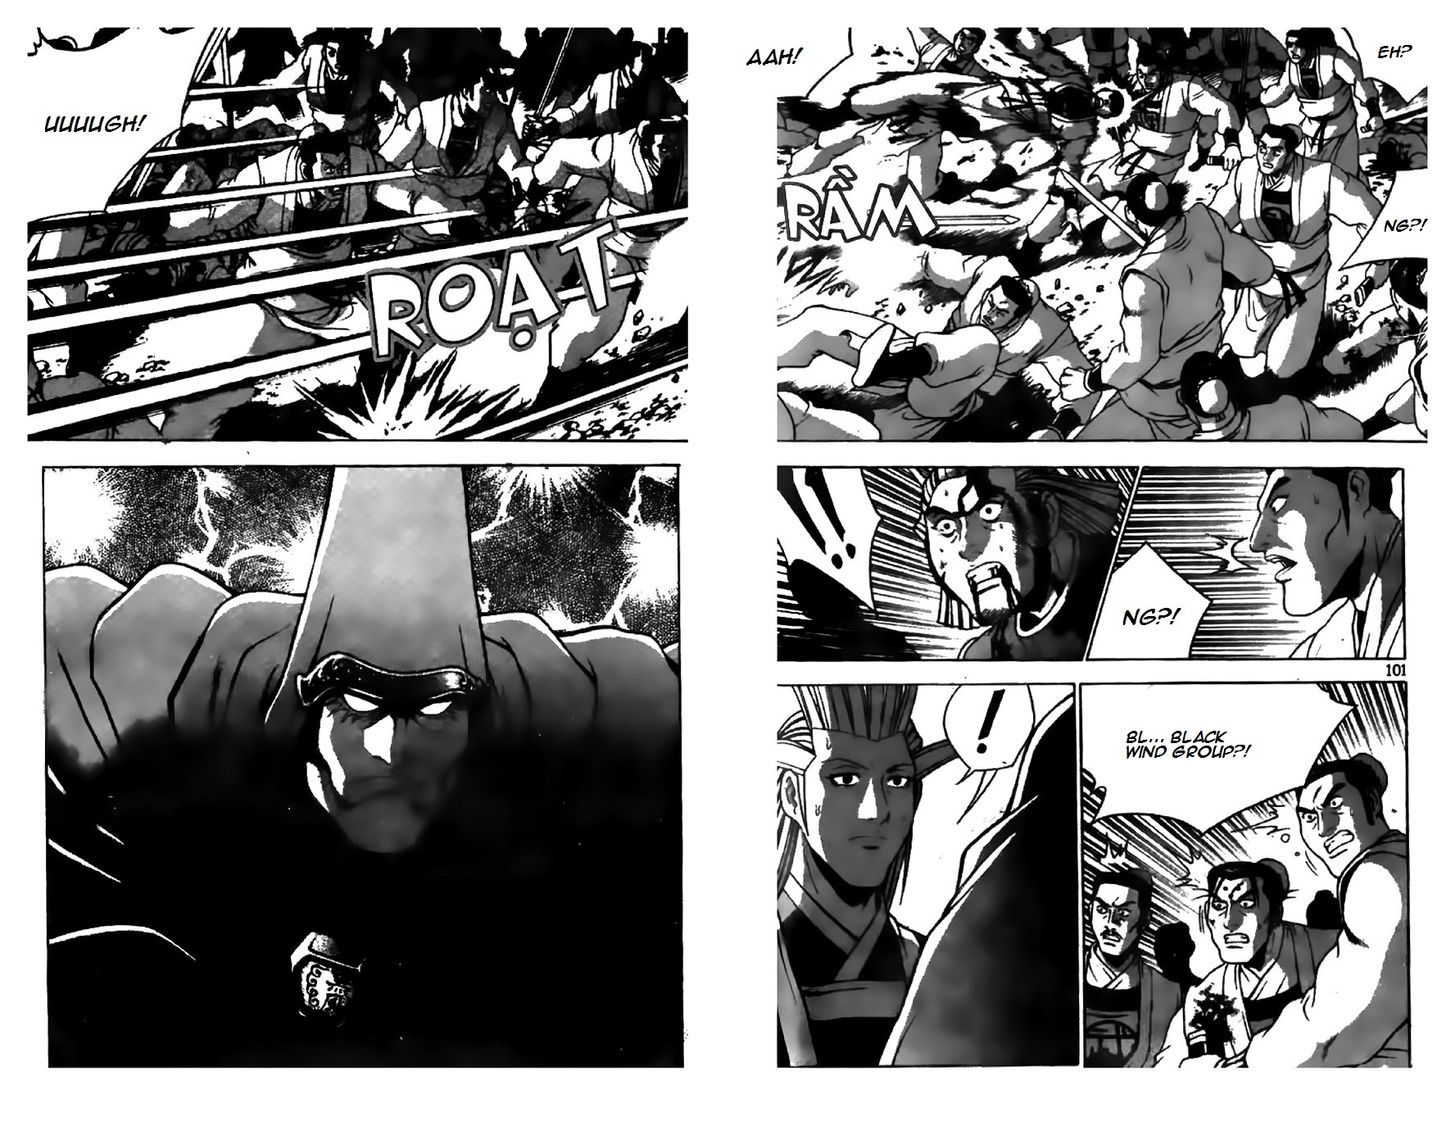 UUUUGH!
ROẠT
AAH!
EH?
RẦM
NG?!
!!
NG?!
101
!
BL... BLACK
WIND GROUP?!